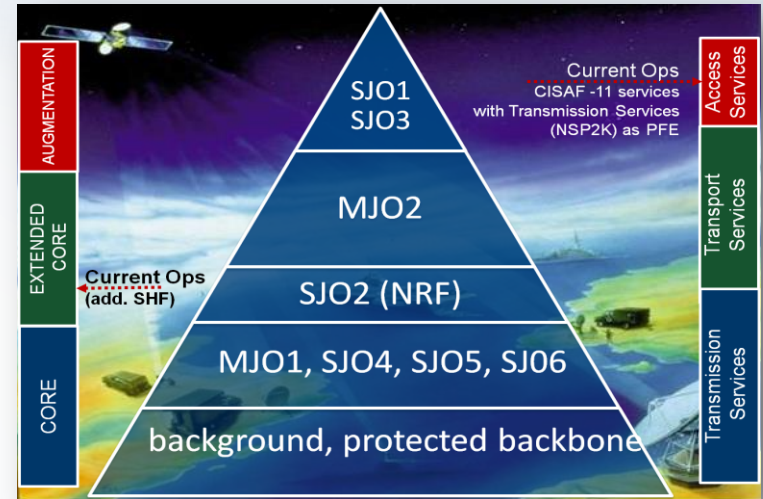 AUGMENTATION
EXTENDED
CORE
CORE
Current Ops
(add. SHF)
SJO1
SJO3
MJO2
SJO2 (NRF)
MJO1, SJO4, SJO5, SJ06
background, protected backbone
Current Ops
CISAF -11 services
with Transmission Services
(NSP2K) as PFE
Access
Services
Transport
Services
Transmission
Services